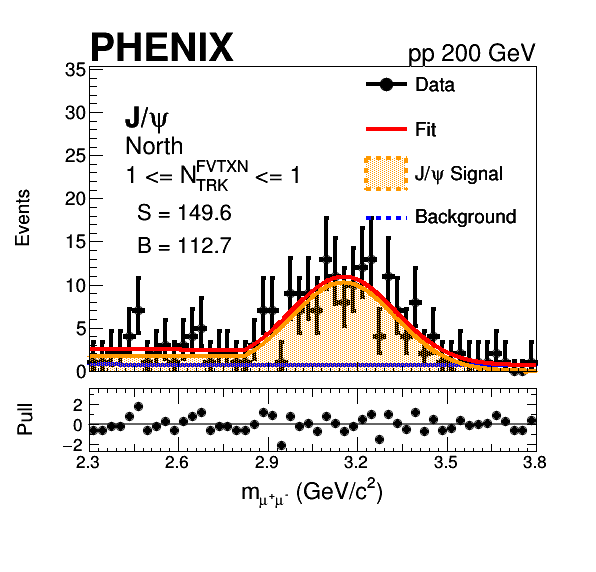 PHENIX pp 200 GeV
35
30
25
20
15
10
5
0
Events
J/ψ
North
1 <= N_TRK^FVTXN <= 1
S = 149.6
B = 112.7
Data
Fit
J/ψ Signal
Background
Pull
2
0
−2
2.3 2.6 2.9 3.2 3.5 3.8
m_μ⁺μ⁻ (GeV/c²)